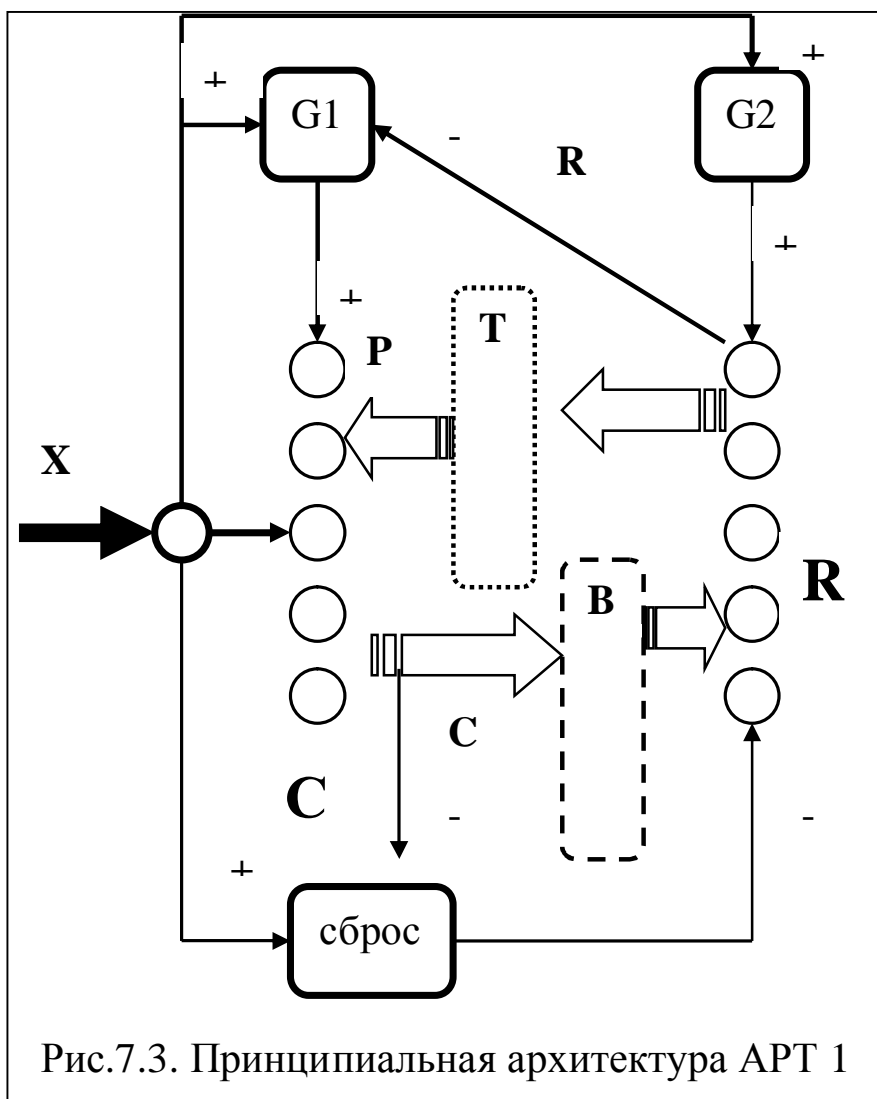 +
+
G1
G2
-
R
+
+
P
T
X
B
R
C
C
-
-
+
сброс
Рис.7.3. Принципиальная архитектура АРТ 1